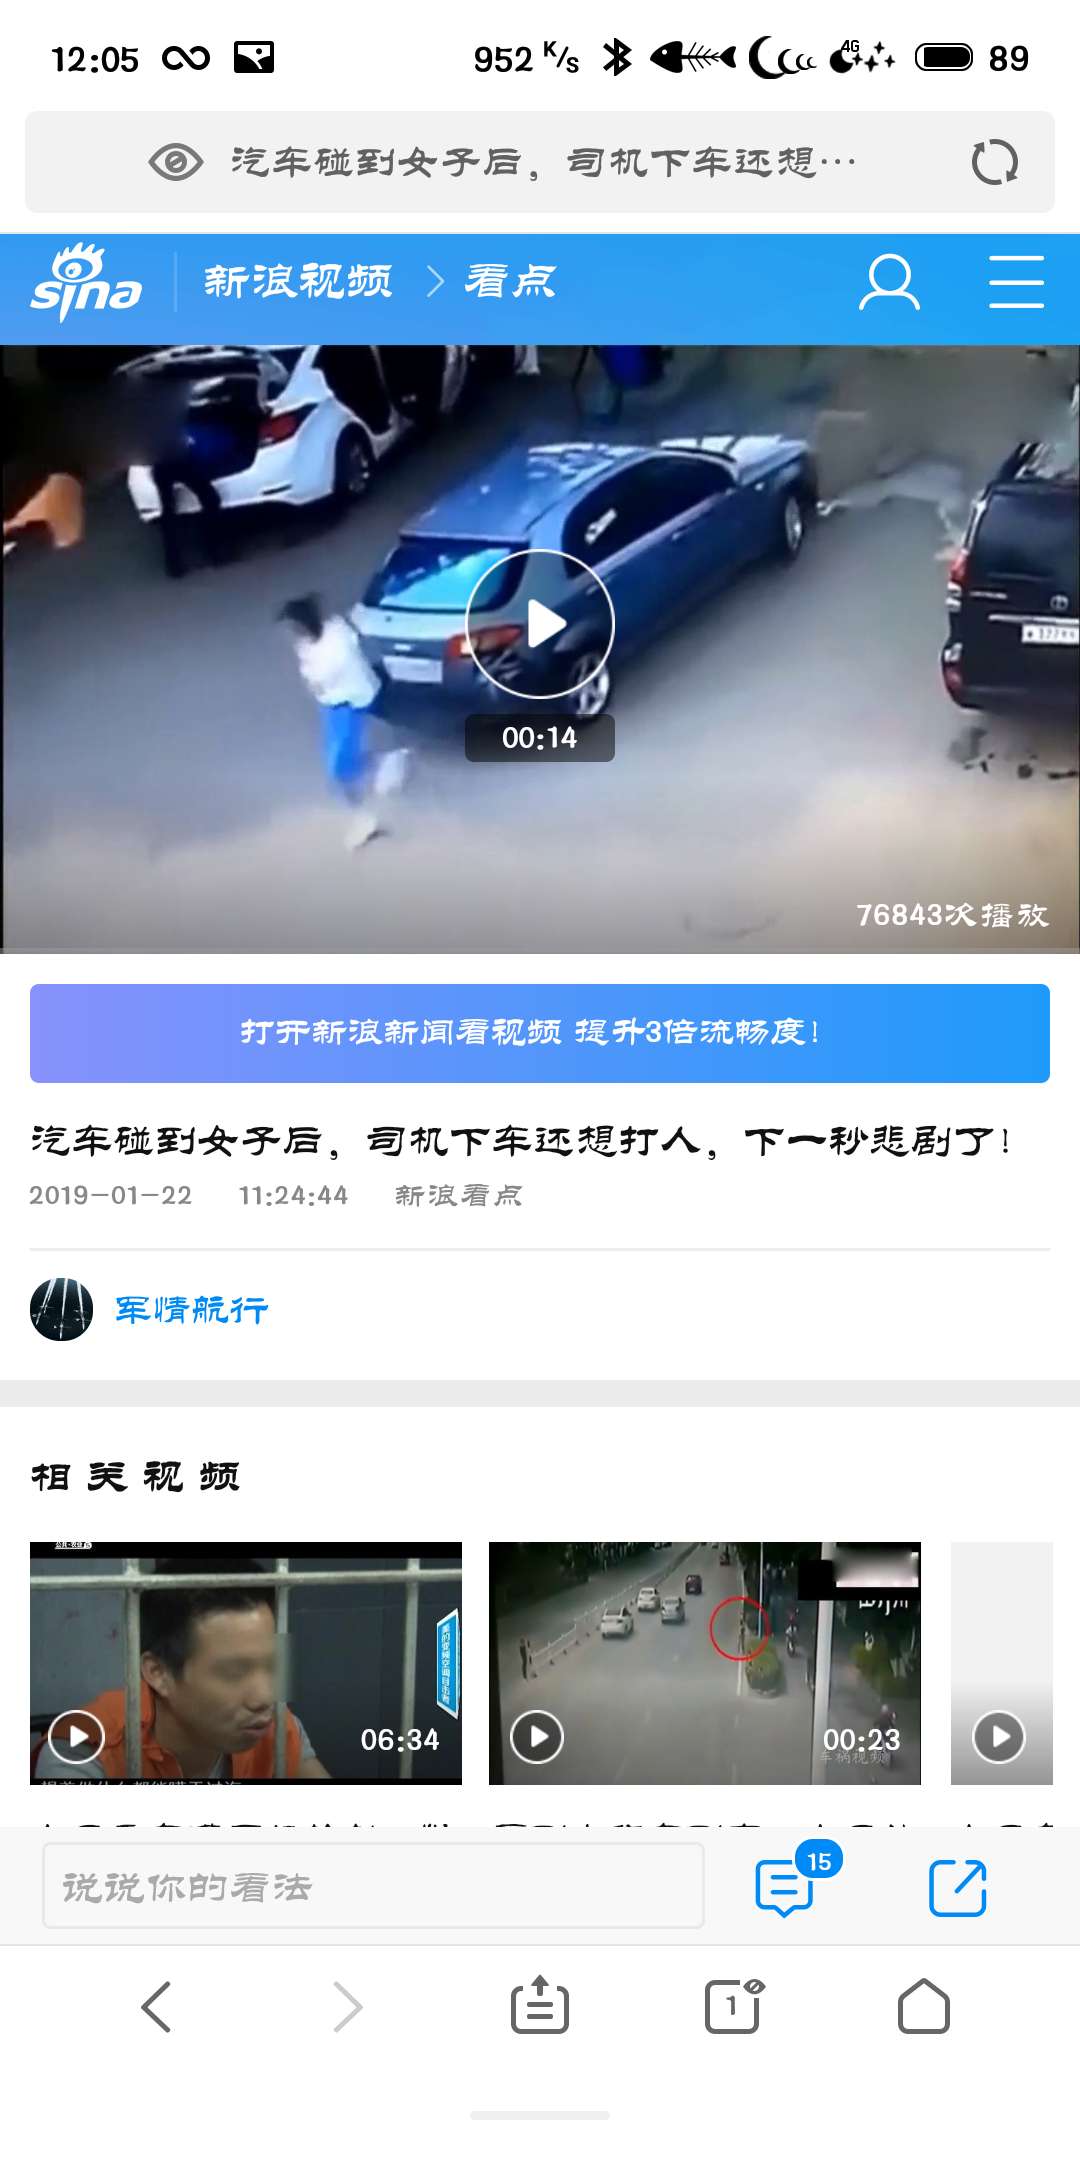 12:05
952 K/s
4G
89
汽车碰到女子后，司机下车还想…
sina
新浪视频 > 看点
00:14
76843次播放
打开新浪新闻看视频 提升3倍流畅度！
汽车碰到女子后，司机下车还想打人，下一秒悲剧了！
2019-01-22 11:24:44 新浪看点
军情航行
相关视频
06:34
00:23
车祸视频
说说你的看法
15
1